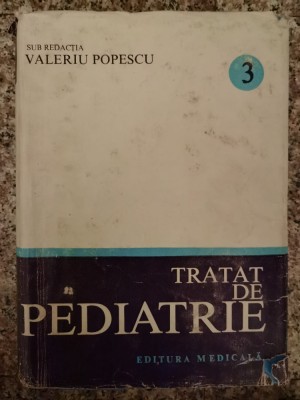 SUB REDACȚIA
VALERIU POPESCU
3
TRATAT
DE
PEDIATRIE
EDITURA MEDICALĂ